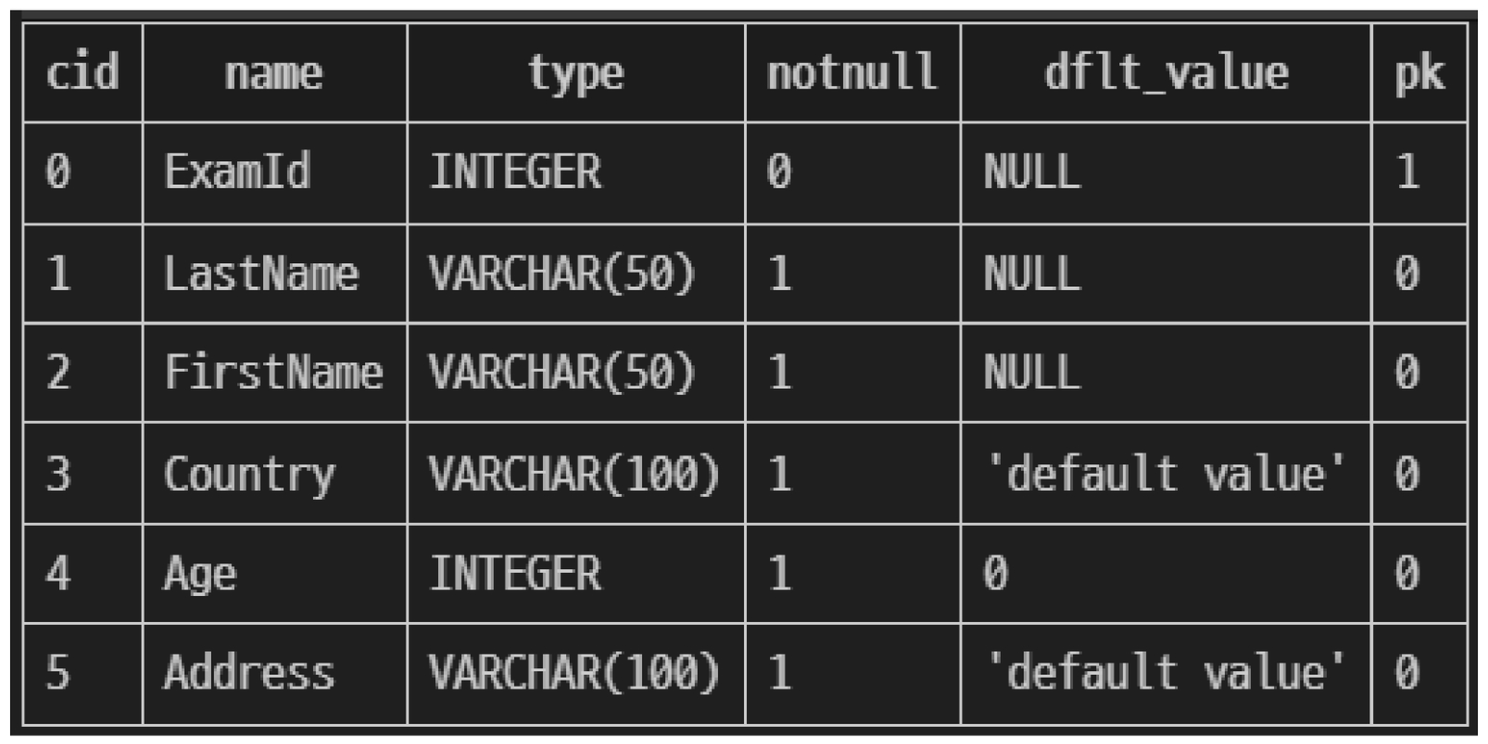 cid name type notnull dflt_value pk
0 ExamId INTEGER 0 NULL 1
1 LastName VARCHAR(50) 1 NULL 0
2 FirstName VARCHAR(50) 1 NULL 0
3 Country VARCHAR(100) 1 'default value' 0
4 Age INTEGER 1 0 0
5 Address VARCHAR(100) 1 'default value' 0